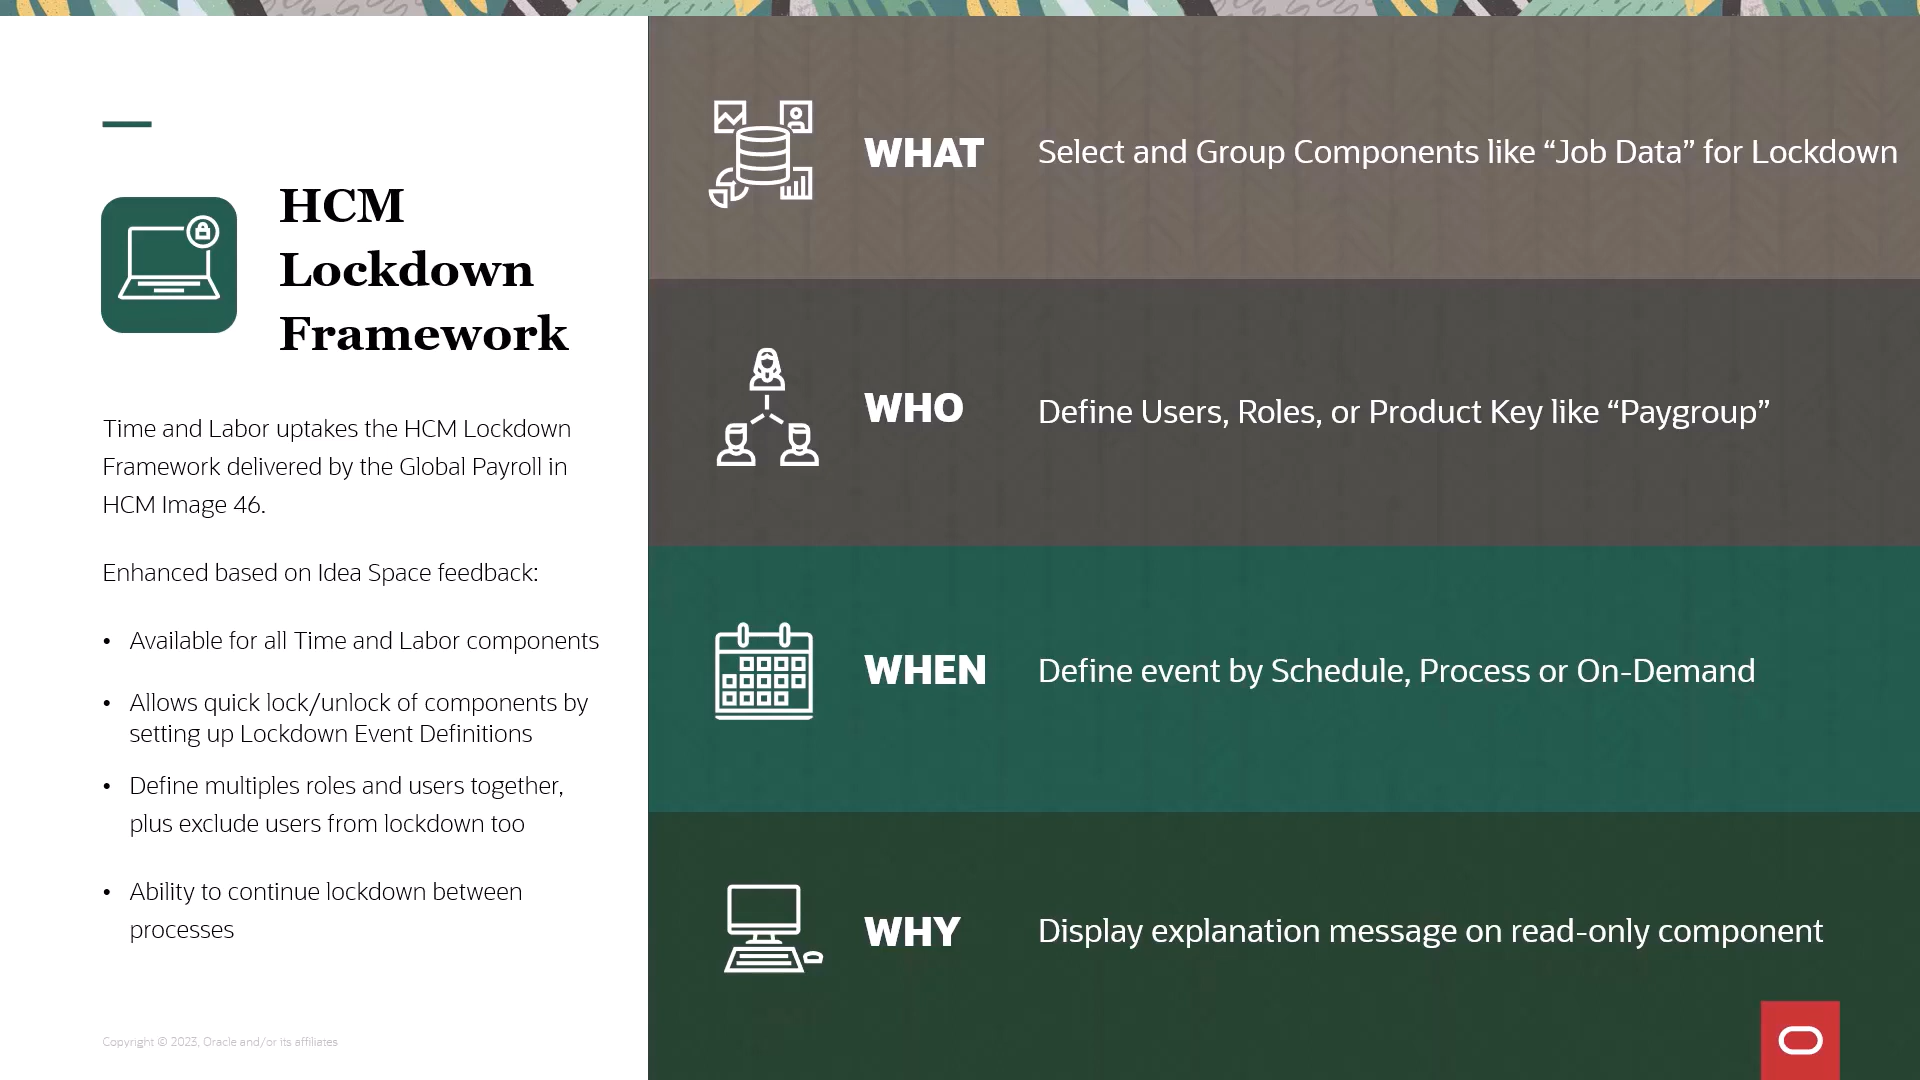 HCM
Lockdown
Framework
Time and Labor uptakes the HCM Lockdown
Framework delivered by the Global Payroll in
HCM Image 46.
Enhanced based on Idea Space feedback:
• Available for all Time and Labor components
• Allows quick lock/unlock of components by
setting up Lockdown Event Definitions
• Define multiples roles and users together,
plus exclude users from lockdown too
• Ability to continue lockdown between
processes
Copyright © 2023, Oracle and/or its affiliates
WHAT Select and Group Components like “Job Data” for Lockdown
WHO Define Users, Roles, or Product Key like “Paygroup”
WHEN Define event by Schedule, Process or On-Demand
WHY Display explanation message on read-only component